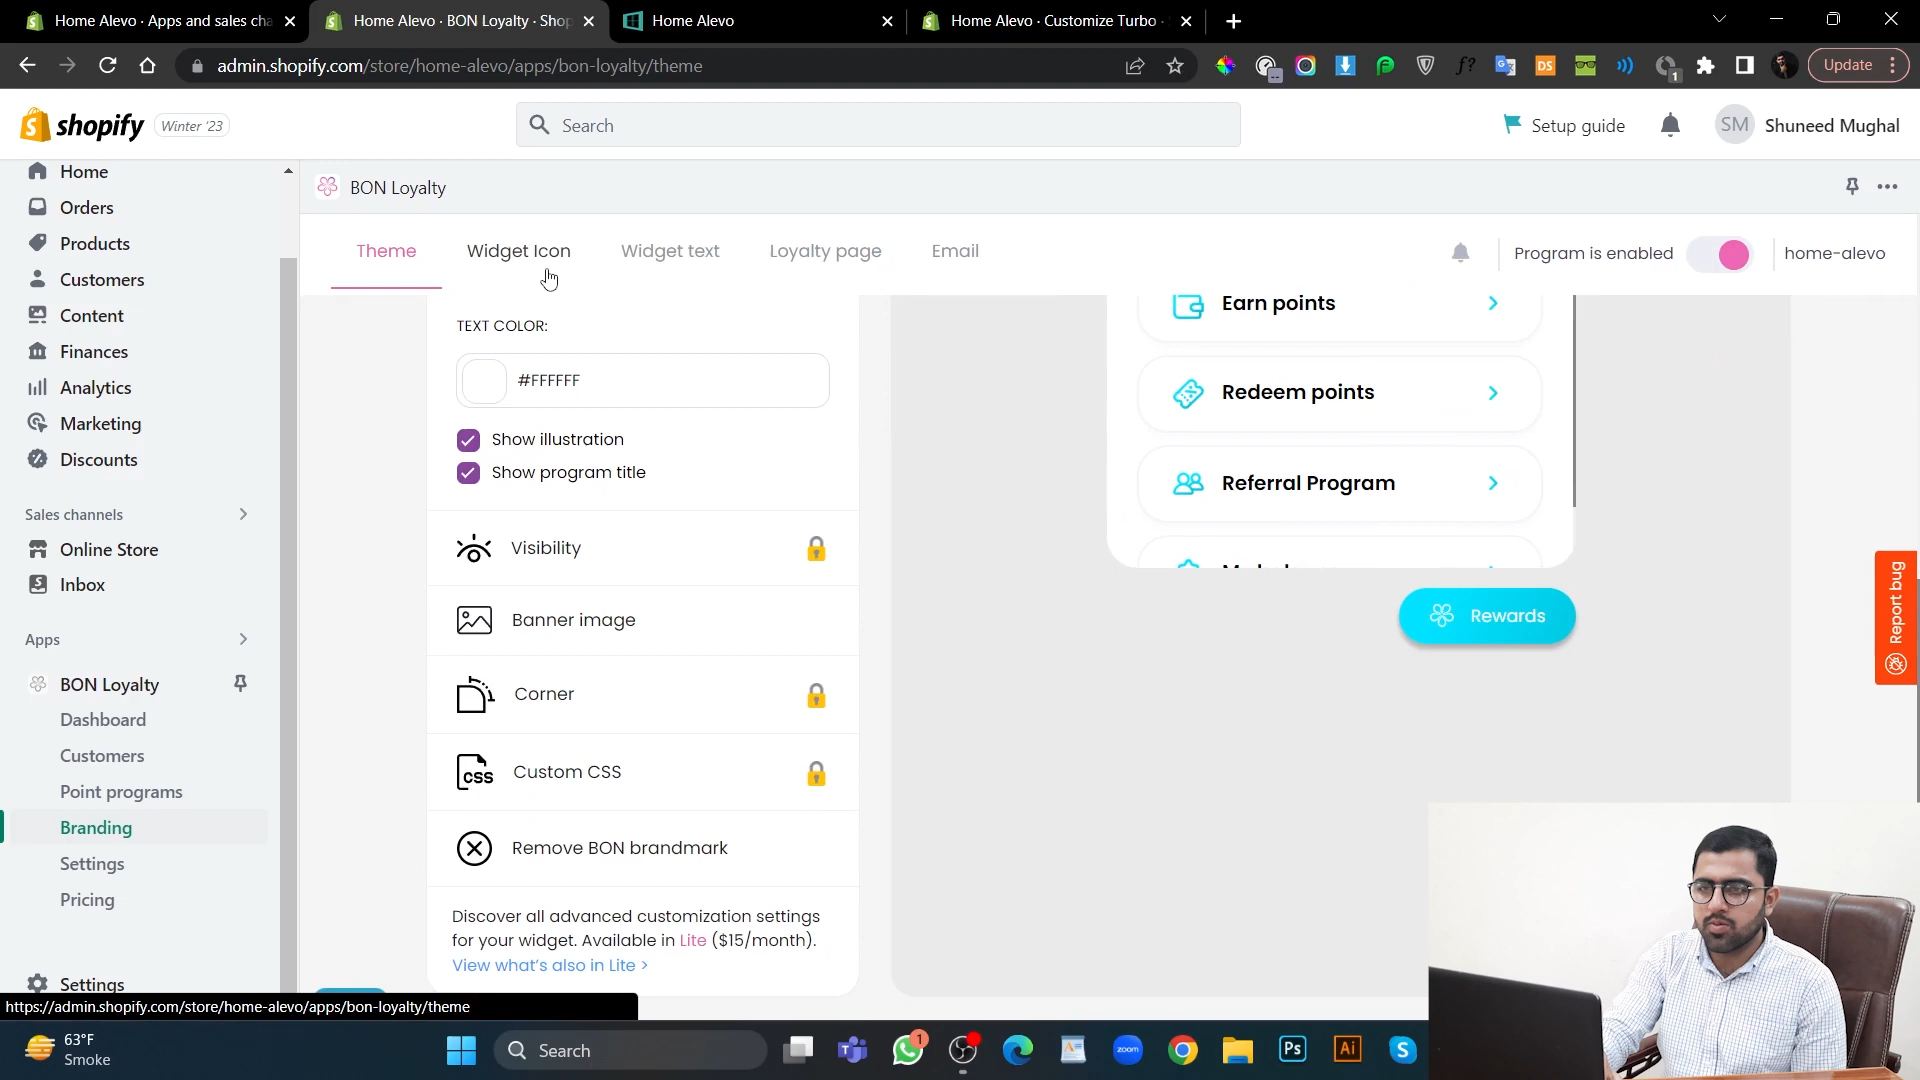 Home Alevo · Apps and sales cha
Home Alevo · BON Loyalty · Shop
Home Alevo
Home Alevo · Customize Turbo ·
admin.shopify.com/store/home-alevo/apps/bon-loyalty/theme
f?
DS
1
Update
shopify
Winter '23
Search
Setup guide
SM
Shuneed Mughal
Home
Orders
Products
Customers
Content
Finances
Analytics
Marketing
Discounts
Sales channels
Online Store
Inbox
Apps
BON Loyalty
Dashboard
Customers
Point programs
Branding
Settings
Pricing
Settings
BON Loyalty
Theme
Widget Icon
Widget text
Loyalty page
Email
Program is enabled
home-alevo
TEXT COLOR:
#FFFFFF
Show illustration
Show program title
Visibility
Banner image
Corner
CSS
Custom CSS
Remove BON brandmark
Discover all advanced customization settings
for your widget. Available in Lite ($15/month).
View what's also in Lite >
Earn points
Redeem points
Referral Program
Rewards
Report bug
https://admin.shopify.com/store/home-alevo/apps/bon-loyalty/theme
63°F
Smoke
Search
1
zoom
Ps
Ai
S